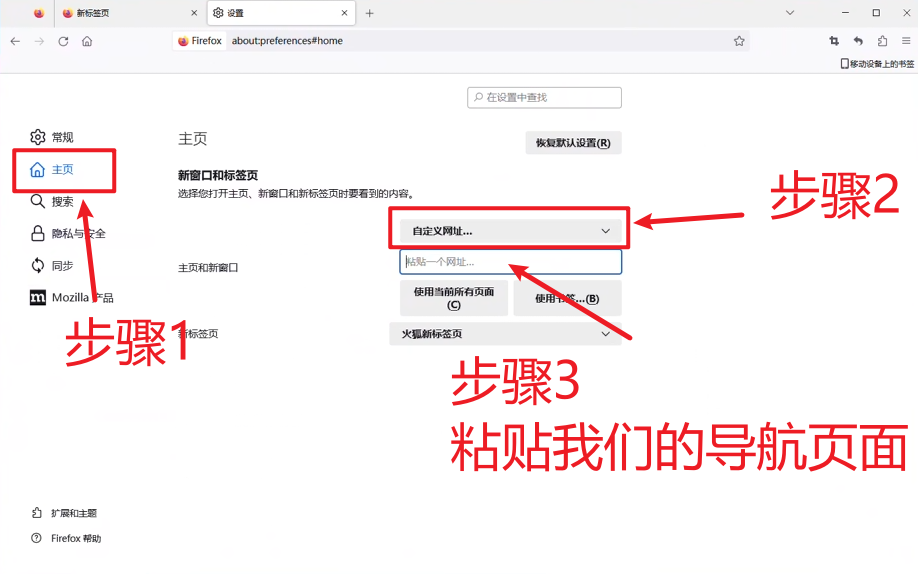 新标签页
设置
Firefox
about:preferences#home
移动设备上的书签
在设置中查找
常规
主页
恢复默认设置(R)
主页
新窗口和标签页
选择您打开主页、新窗口和新标签页时要看到的内容。
搜索
步骤2
隐私与安全
自定义网址...
同步
主页和新窗口
粘贴一个网址...
Mozilla 产品
使用当前所有页面
(C)
使用书签...(B)
步骤1
新标签页
火狐新标签页
步骤3
粘贴我们的导航页面
扩展和主题
Firefox 帮助